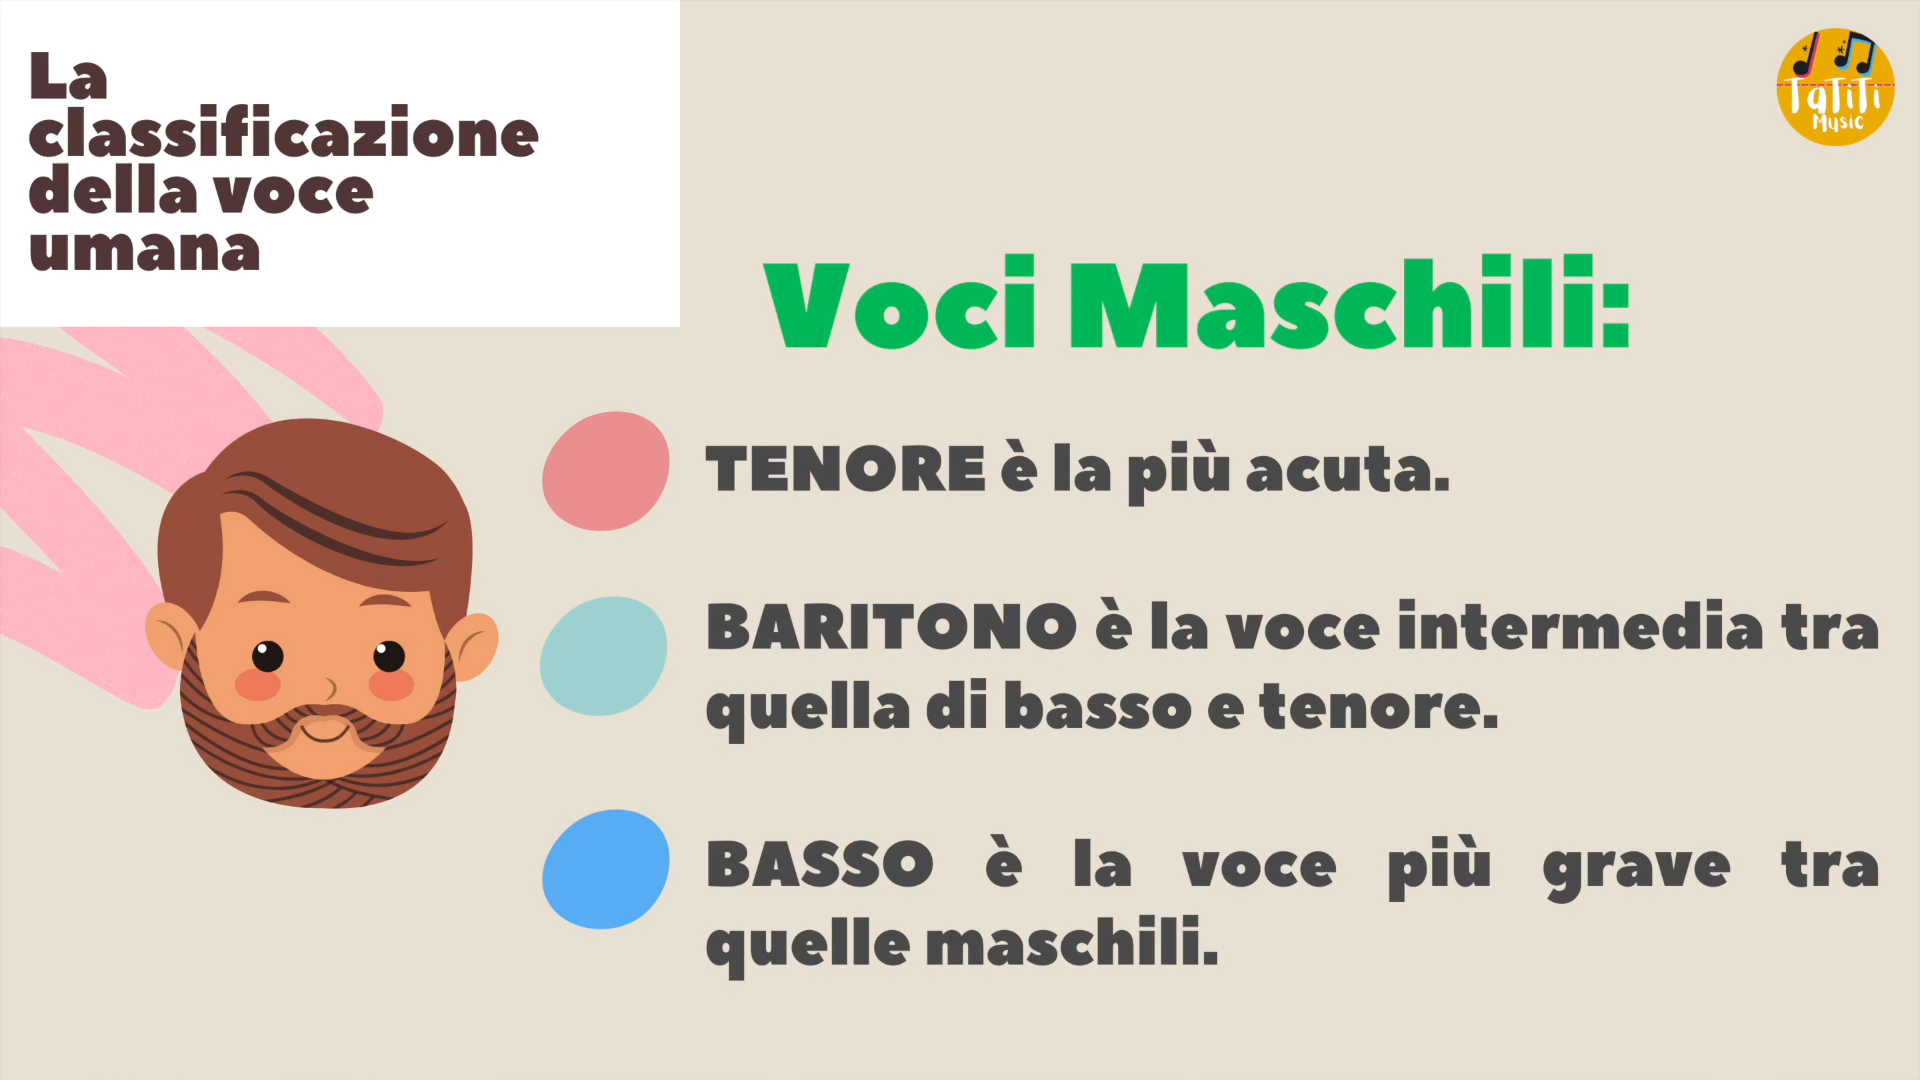 La
classificazione
della voce
umana
TaTiTi
Music
Voci Maschili:
TENORE è la più acuta.
BARITONO è la voce intermedia tra
quella di basso e tenore.
BASSO è la voce più grave tra
quelle maschili.